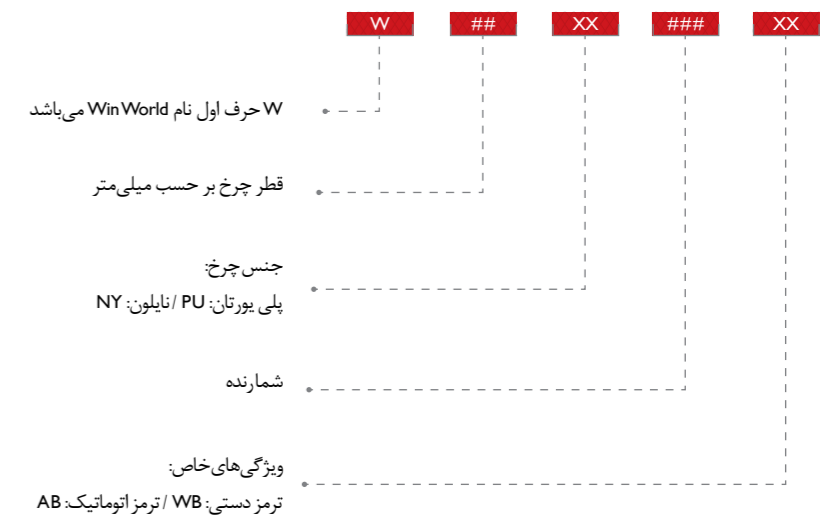 W ## XX ### XX
W حرف اول نام Win World می‌باشد
قطر چرخ بر حسب میلی‌متر
جنس چرخ:
پلی یورتان: PU / نایلون: NY
شمارنده
ویژگی‌های خاص:
ترمز دستی: WB / ترمز اتوماتیک: AB